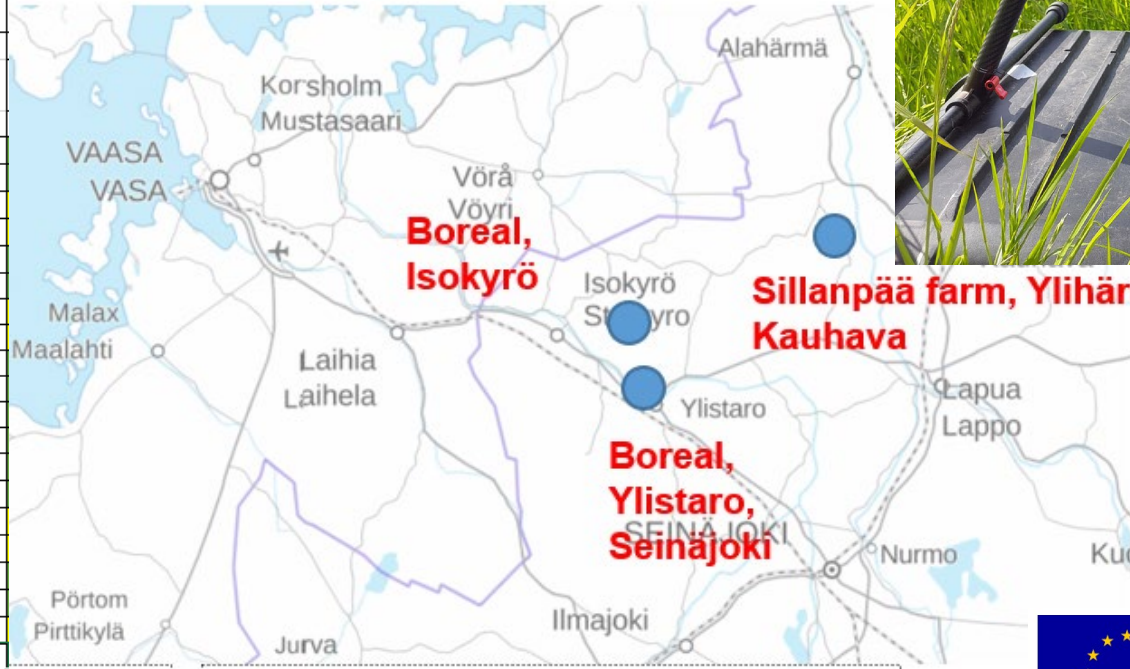 Alahärmä
Korsholm
Mustasaari
VAASA
VASA
Vörå
Vöyri
Boreal,
Isokyrö
Isokyrö
Sillanpää farm, Ylihär
Kauhava
Malax
Maalahti
Laihia
Laihela
Lapua
Lappo
Ylistaro
Boreal,
Ylistaro,
Seinäjoki
SEINÄJOKI
Nurmo
Pörtom
Pirttikylä
Ilmajoki
Jurva